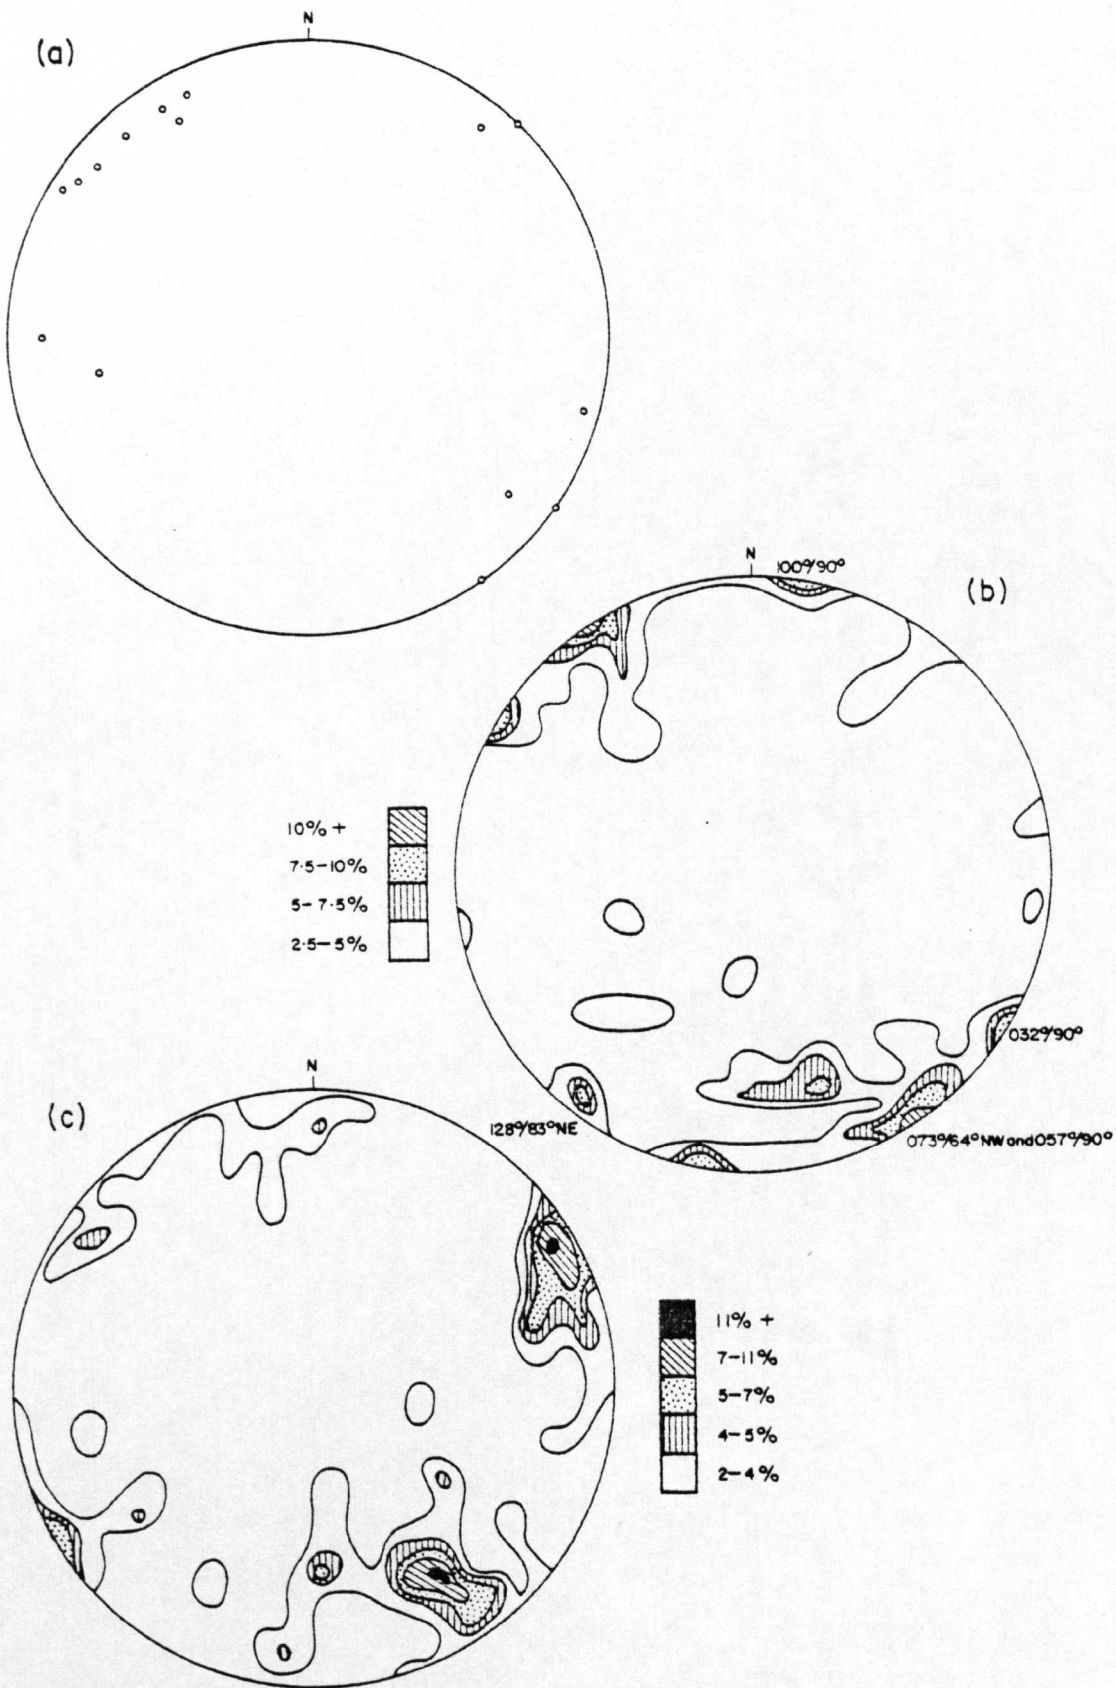 N
(a)
N
100°/90°
(b)
10% +
7·5-10%
5-7·5%
2·5-5%
032°/90°
N
(c)
128°/83°NE
073°/64°NW and 057°/90°
11% +
7-11%
5-7%
4-5%
2-4%